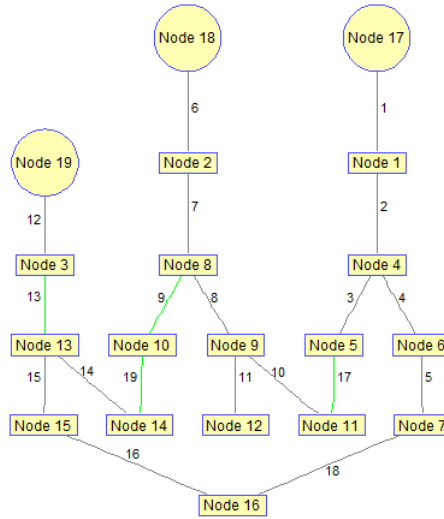 Node 18
Node 17
6
1
Node 19
Node 2
Node 1
12
7
2
Node 3
Node 8
Node 4
13
9
8
3
4
Node 13
Node 10
Node 9
Node 5
Node 6
15
14
19
11
10
17
5
Node 15
Node 14
Node 12
Node 11
Node 7
16
18
Node 16